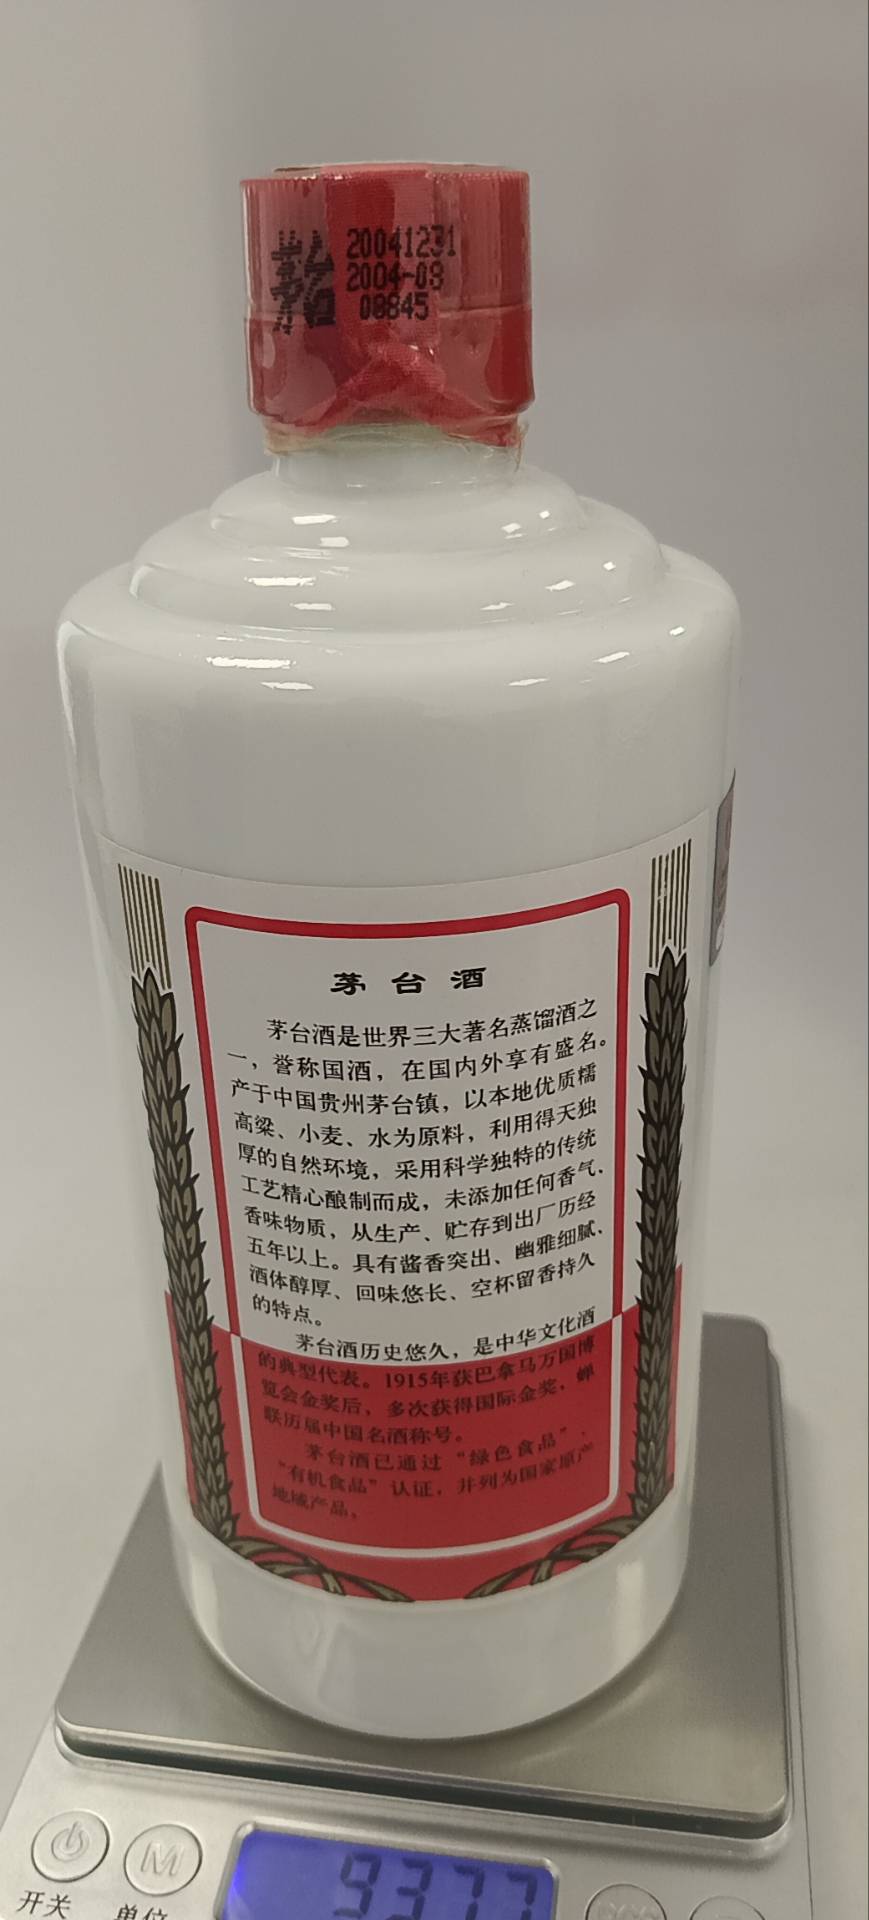 20041231
2004-08
08845
茅台酒
茅台酒是世界三大著名蒸馏酒之
一，誉称国酒，在国内外享有盛名。
产于中国贵州茅台镇，以本地优质糯
高粱、小麦、水为原料，利用得天独
厚的自然环境，采用科学独特的传统
工艺精心酿制而成，未添加任何香气、
香味物质，从生产、贮存到出厂历经
五年以上。具有酱香突出、幽雅细腻、
酒体醇厚、回味悠长、空杯留香持久
的特点。
茅台酒历史悠久，是中华文化酒
的典型代表。1915年获巴拿马万国博
览会金奖后，多次获得国际金奖，蝉
联历届中国名酒称号。
茅台酒已通过“绿色食品”、
“有机食品”认证，并列为国家原产
地域产品。
M
9377
开关
单位